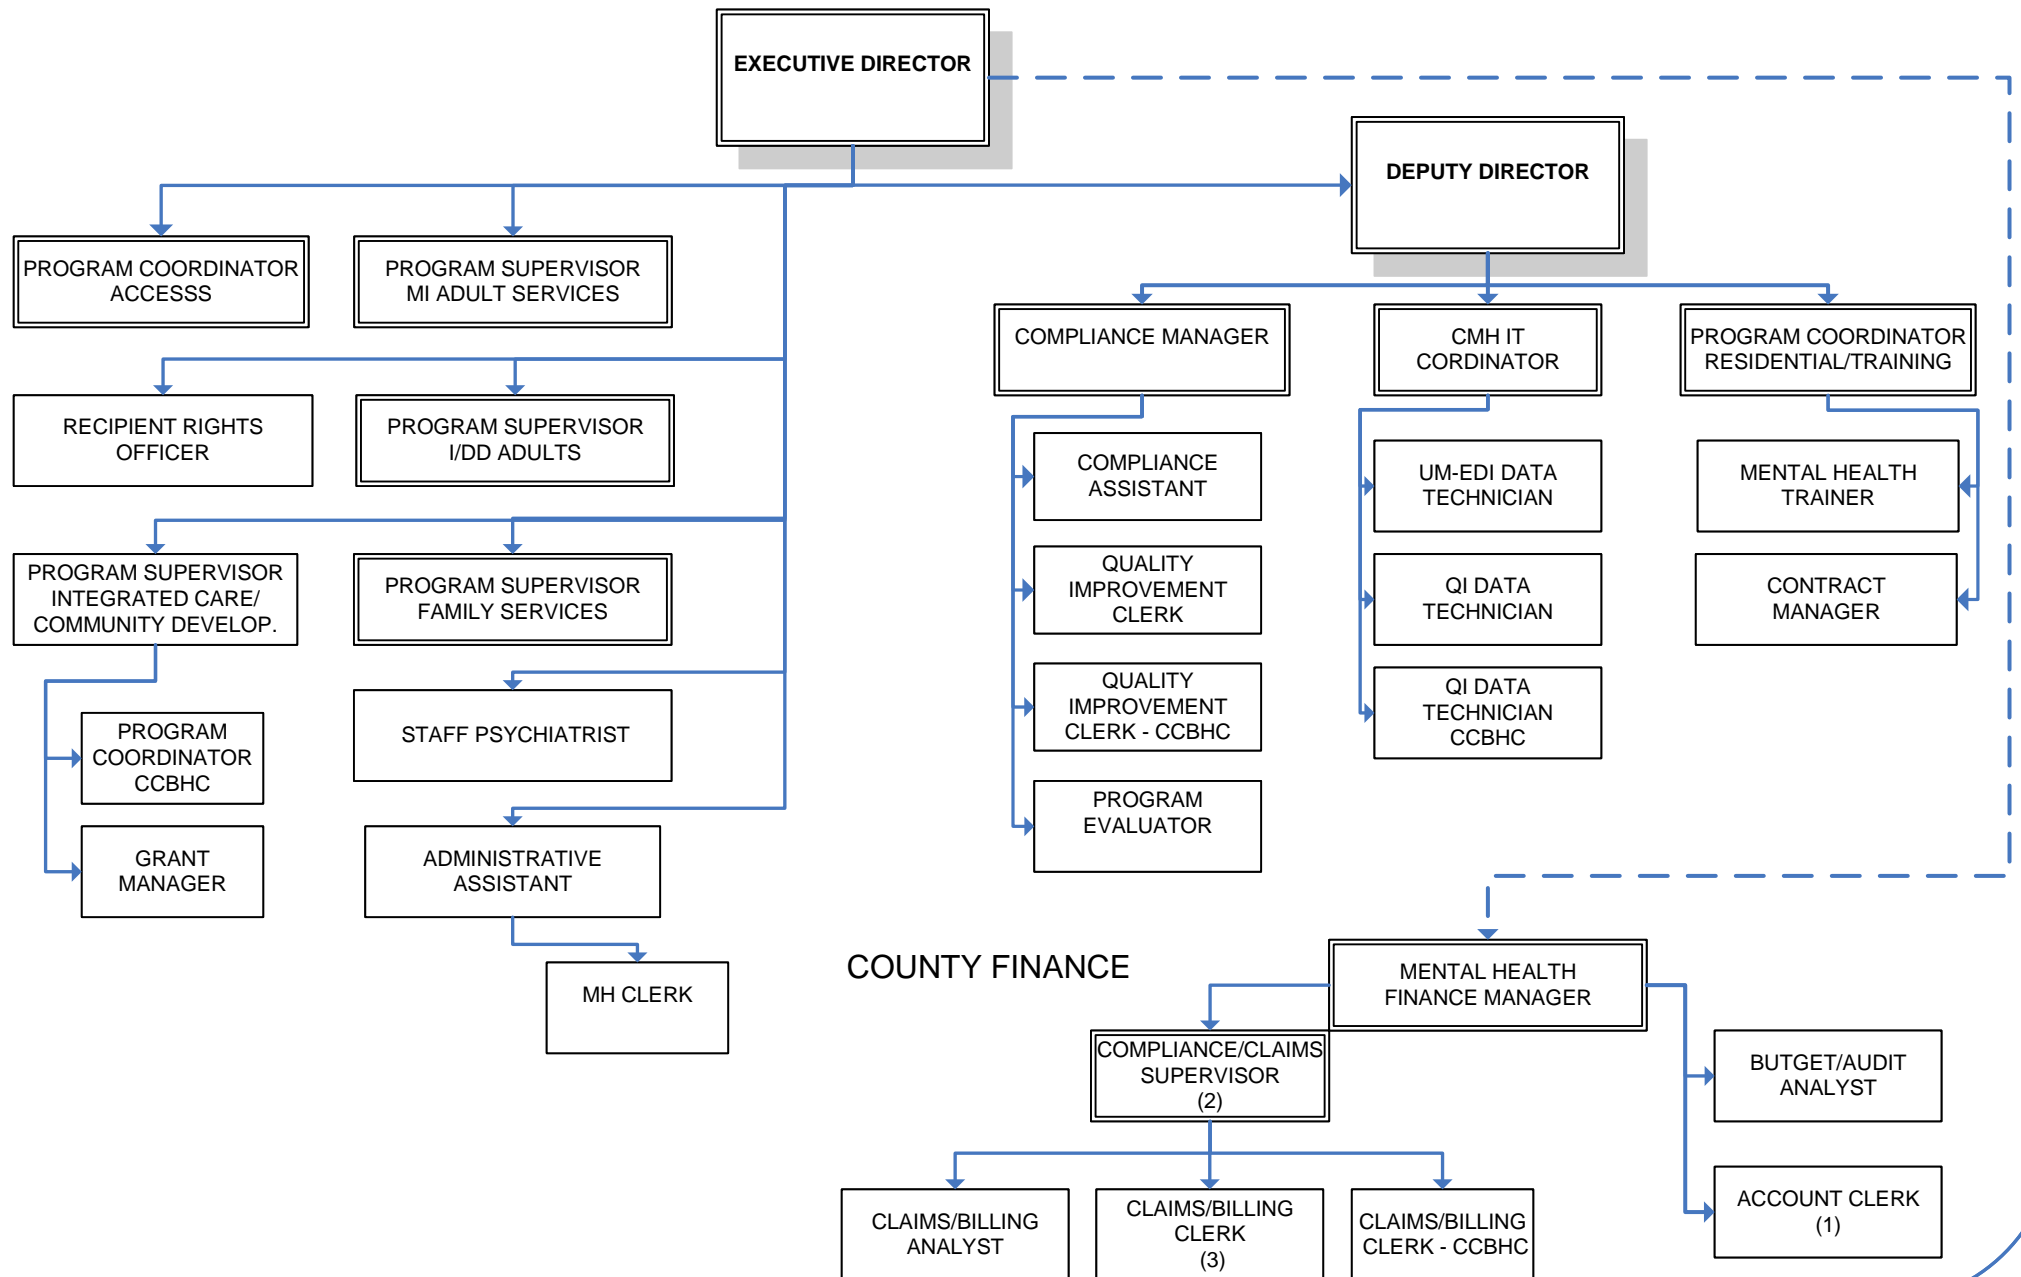 EXECUTIVE DIRECTOR
DEPUTY DIRECTOR
PROGRAM COORDINATOR
ACCESSS
PROGRAM SUPERVISOR
MI ADULT SERVICES
RECIPIENT RIGHTS
OFFICER
PROGRAM SUPERVISOR
I/DD ADULTS
PROGRAM SUPERVISOR
INTEGRATED CARE/
COMMUNITY DEVELOP.
PROGRAM SUPERVISOR
FAMILY SERVICES
PROGRAM
COORDINATOR
CCBHC
GRANT
MANAGER
STAFF PSYCHIATRIST
ADMINISTRATIVE
ASSISTANT
MH CLERK
COMPLIANCE MANAGER
COMPLIANCE
ASSISTANT
QUALITY
IMPROVEMENT
CLERK
QUALITY
IMPROVEMENT
CLERK - CCBHC
PROGRAM
EVALUATOR
CMH IT
CORDINATOR
UM-EDI DATA
TECHNICIAN
QI DATA
TECHNICIAN
QI DATA
TECHNICIAN
CCBHC
PROGRAM COORDINATOR
RESIDENTIAL/TRAINING
MENTAL HEALTH
TRAINER
CONTRACT
MANAGER
COUNTY FINANCE
MENTAL HEALTH
FINANCE MANAGER
COMPLIANCE/CLAIMS
SUPERVISOR
(2)
BUTGET/AUDIT
ANALYST
ACCOUNT CLERK
(1)
CLAIMS/BILLING
ANALYST
CLAIMS/BILLING
CLERK
(3)
CLAIMS/BILLING
CLERK - CCBHC